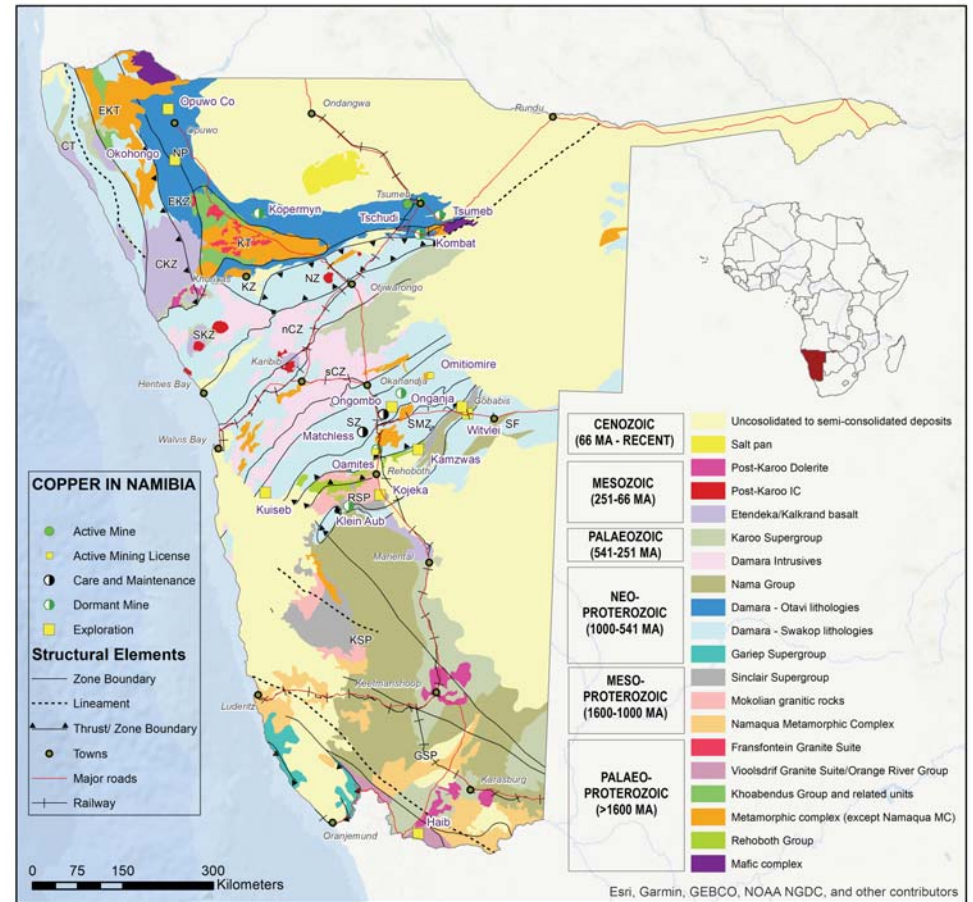 Opuwo Co
Opuwo
Ondangwa
Rundu
EKT
CT
Okohongo
NP
EKZ
Köpermyn
Tsumeb
Tschudi
Tsumeb
Kombat
KT
CKZ
Khorixas
KZ
NZ
Otjiwarongo
SKZ
nCZ
Karibib
sCZ
Omitiomire
Okahandja
Henties Bay
Ongombo
Onganja
Gobabis
SZ
SMZ
SF
Witvlei
Walvis Bay
Matchless
Kamzwas
Oamites
Rehoboth
Kuiseb
RSP
Kojeka
Klein Aub
Mariental
KSP
Keetmanshoop
Luderitz
GSP
Karasburg
Haib
Oranjemund
COPPER IN NAMIBIA
Active Mine
Active Mining License
Care and Maintenance
Dormant Mine
Exploration
Structural Elements
Zone Boundary
Lineament
Thrust/ Zone Boundary
Towns
Major roads
Railway
0 75 150 300
Kilometers
CENOZOIC
(66 MA - RECENT)
MESOZOIC
(251-66 MA)
PALAEOZOIC
(541-251 MA)
NEO-
PROTEROZOIC
(1000-541 MA)
MESO-
PROTEROZOIC
(1600-1000 MA)
PALAEO-
PROTEROZOIC
(>1600 MA)
Uncosolidated to semi-consolidated deposits
Salt pan
Post-Karoo Dolerite
Post-Karoo IC
Etendeka/Kalkrand basalt
Karoo Supergroup
Damara Intrusives
Nama Group
Damara - Otavi lithologies
Damara - Swakop lithologies
Gariep Supergroup
Sinclair Supergroup
Mokolian granitic rocks
Namaqua Metamorphic Complex
Fransfontein Granite Suite
Vioolsdrif Granite Suite/Orange River Group
Khoabendus Group and related units
Metamorphic complex (except Namaqua MC)
Rehoboth Group
Mafic complex
Esri, Garmin, GEBCO, NOAA NGDC, and other contributors